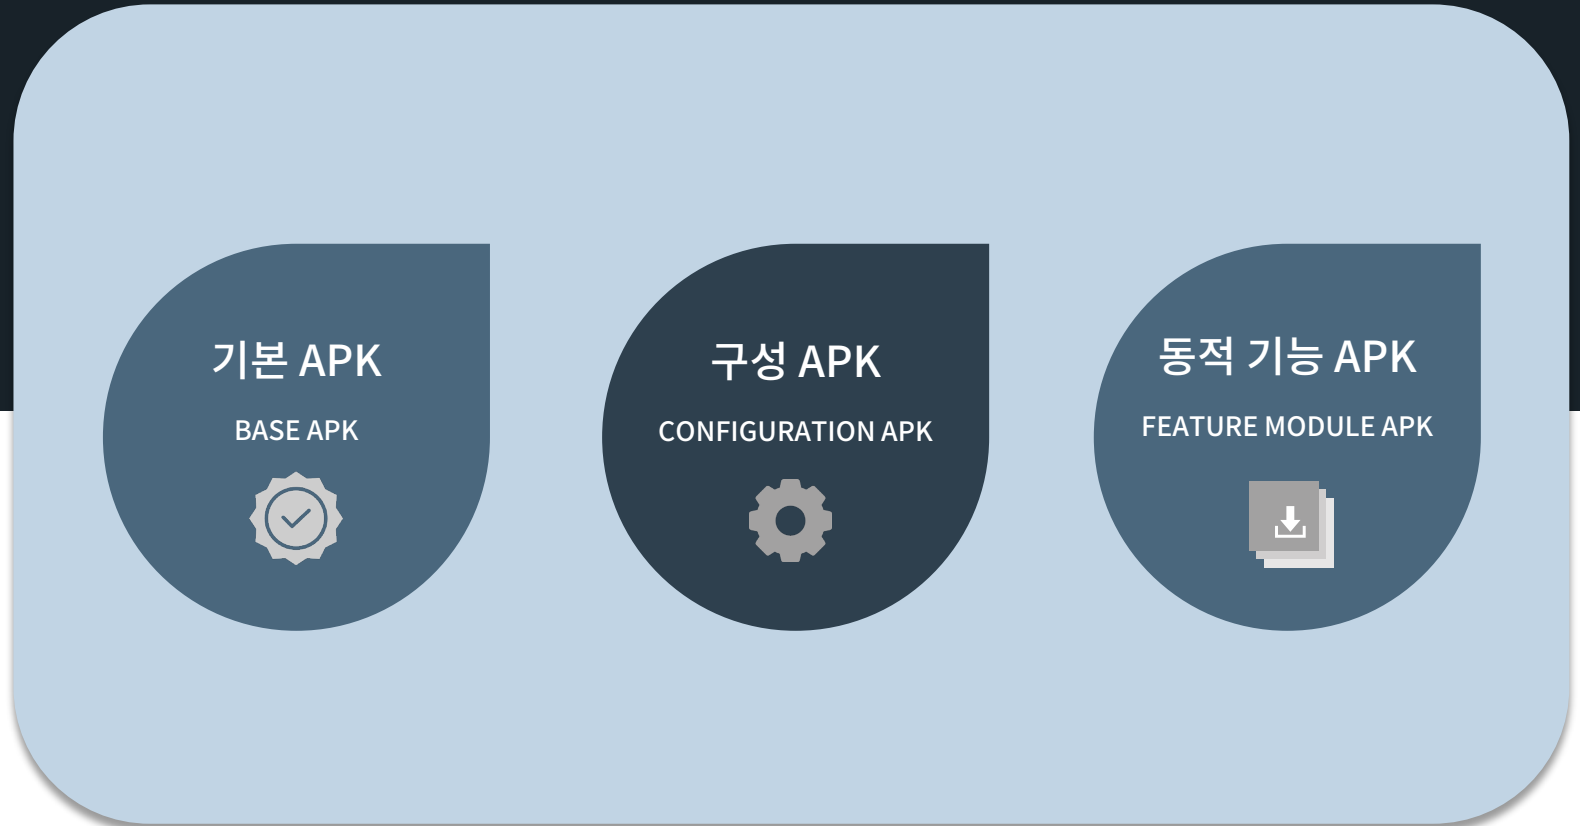 기본 APK
BASE APK
구성 APK
CONFIGURATION APK
동적 기능 APK
FEATURE MODULE APK